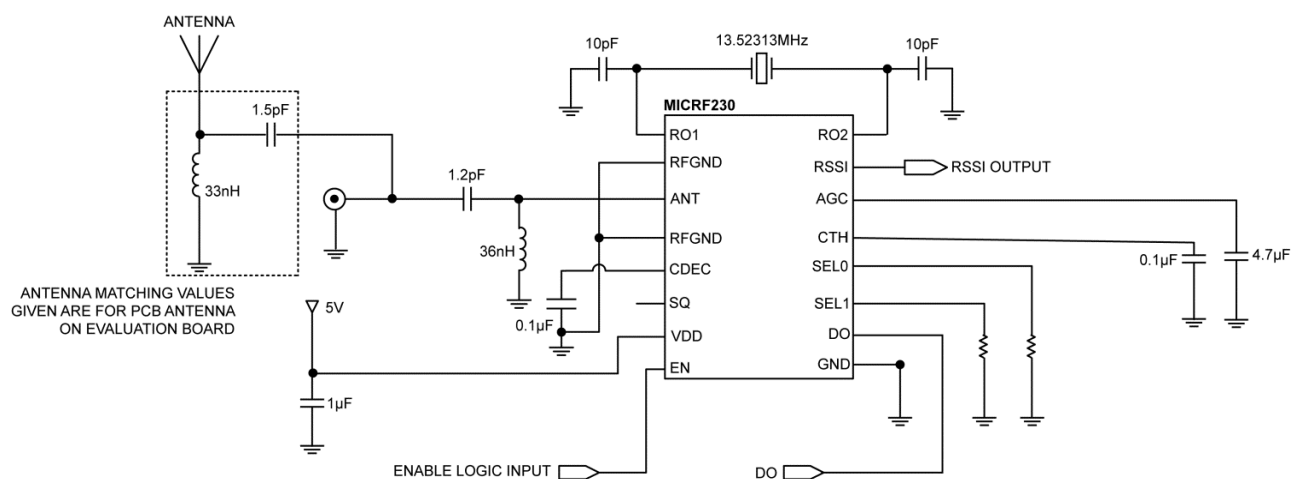 ANTENNA
10pF
13.52313MHz
10pF
MICRF230
1.5pF
33nH
1.2pF
36nH
RO1
RFGND
ANT
RFGND
CDEC
SQ
VDD
EN
RO2
RSSI
AGC
CTH
SEL0
SEL1
DO
GND
RSSI OUTPUT
0.1µF
4.7µF
ANTENNA MATCHING VALUES
GIVEN ARE FOR PCB ANTENNA
ON EVALUATION BOARD
5V
0.1µF
1µF
ENABLE LOGIC INPUT
DO